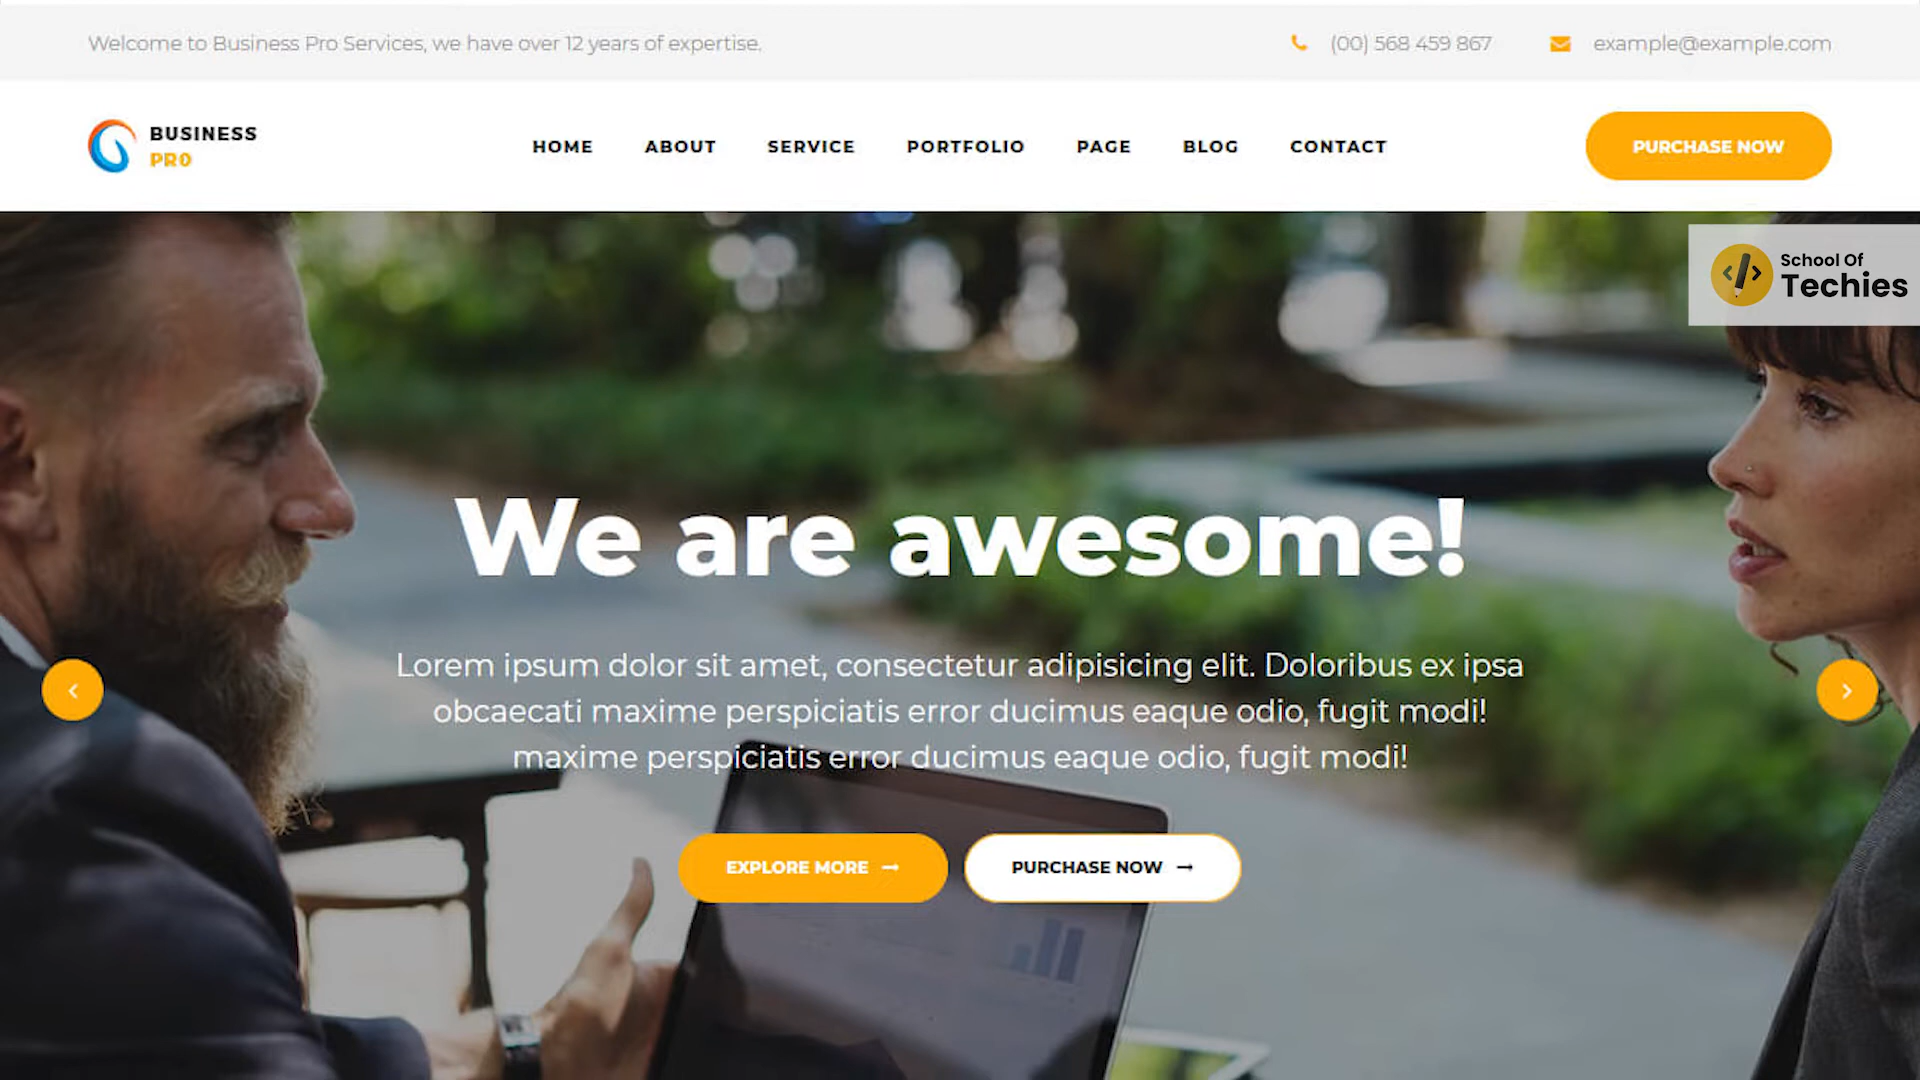 Welcome to Business Pro Services, we have over 12 years of expertise.
(00) 568 459 867
example@example.com
BUSINESS
PRO
HOME ABOUT SERVICE PORTFOLIO PAGE BLOG CONTACT
PURCHASE NOW
School Of
Techies
We are awesome!
Lorem ipsum dolor sit amet, consectetur adipisicing elit. Doloribus ex ipsa
obcaecati maxime perspiciatis error ducimus eaque odio, fugit modi!
maxime perspiciatis error ducimus eaque odio, fugit modi!
EXPLORE MORE →
PURCHASE NOW →